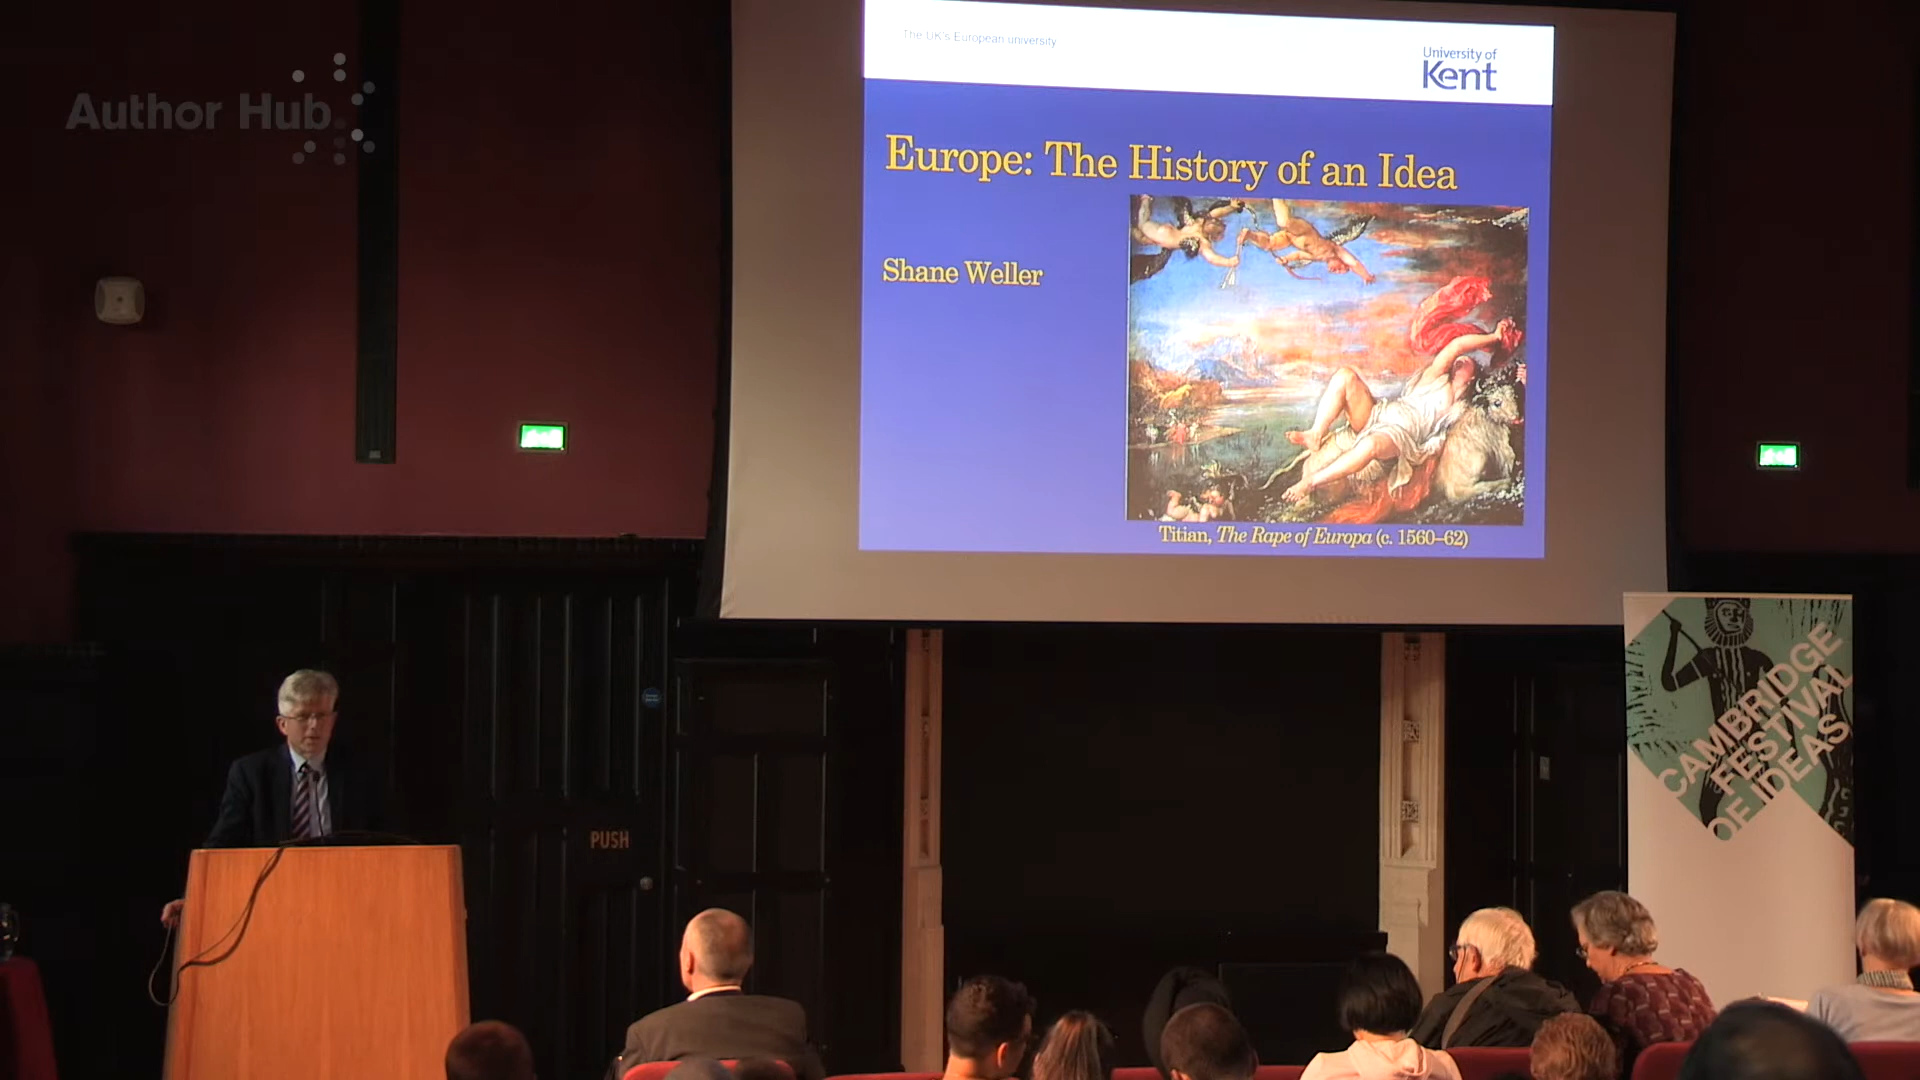 Author Hub
The UK's European university
University of
Kent
Europe: The History of an Idea
Shane Weller
Titian, The Rape of Europa (c. 1560–62)
PUSH
CAMBRIDGE
FESTIVAL
OF IDEAS